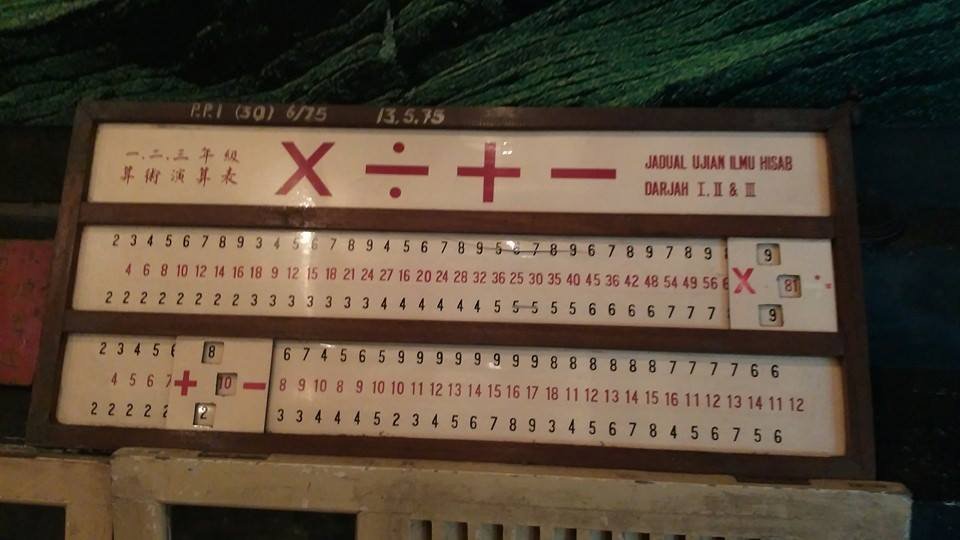 P.P.1 (30) 6/75 13.5.75
一.二.三 年 級
算 術 演 算 表
X ÷ + −
JADUAL UJIAN ILMU HISAB
DARJAH I. II & III
2 3 4 5 6 7 8 9 3 4 5 6 7 8 9 4 5 6 7 8 9 5 6 7 8 9 6 7 8 9 7 8 9 9
4 6 8 10 12 14 16 18 9 12 15 18 21 24 27 16 20 24 28 32 36 25 30 35 40 45 36 42 48 54 49 56 6 X 81 ÷
2 2 2 2 2 2 2 2 3 3 3 3 3 3 3 4 4 4 4 4 4 5 5 5 5 5 6 6 6 6 7 7 7 9
2 3 4 5 6 8 6 7 4 5 6 5 9 9 9 9 9 9 9 9 8 8 8 8 8 8 7 7 7 7 6 6
4 5 6 7 + 10 − 8 9 10 8 9 10 10 11 12 13 14 15 16 17 18 11 12 13 14 15 16 11 12 13 14 11 12
2 2 2 2 2 2 3 3 4 4 4 5 2 3 4 5 6 7 8 9 3 4 5 6 7 8 4 5 6 7 5 6